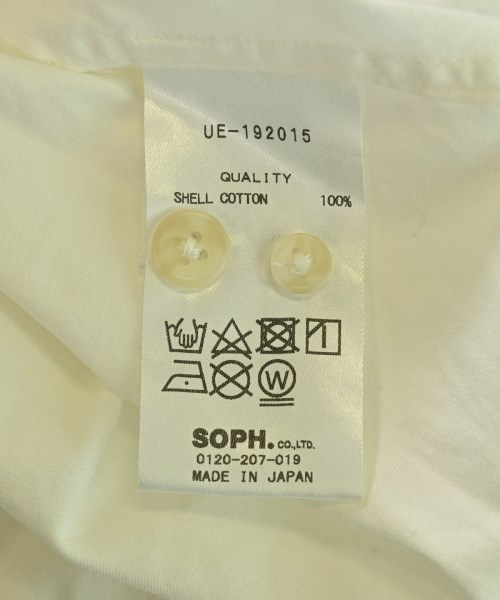 UE-192015
QUALITY
SHELL COTTON 100%
W
SOPH. CO.,LTD.
0120-207-019
MADE IN JAPAN